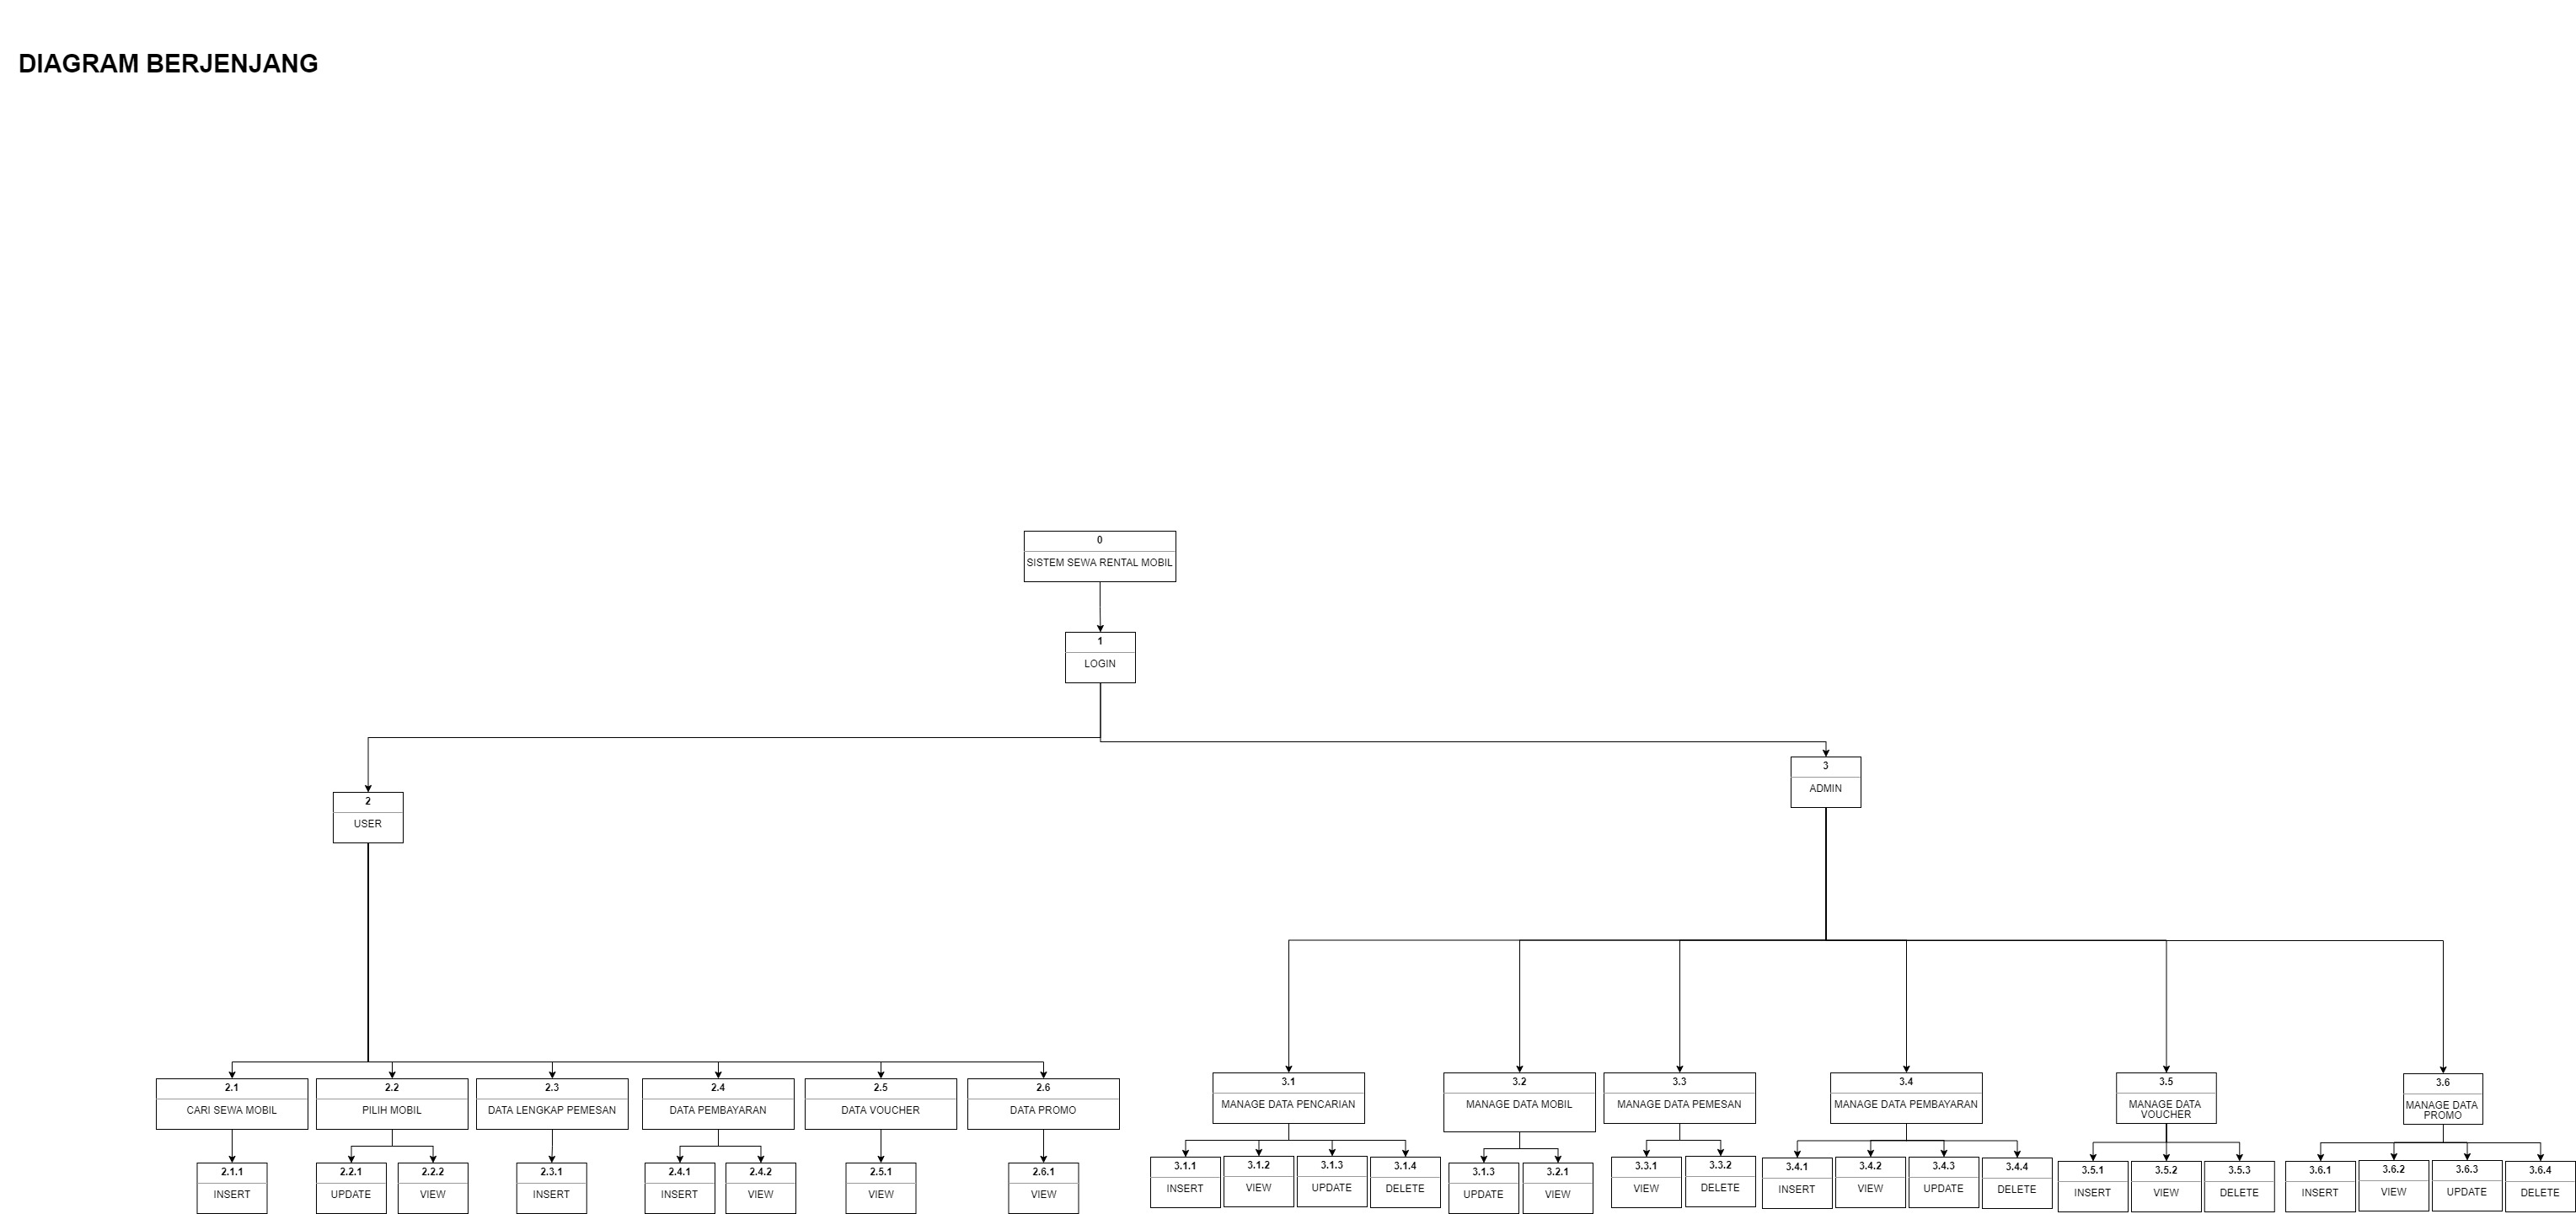 DIAGRAM BERJENJANG
0
SISTEM SEWA RENTAL MOBIL
1
LOGIN
2
USER
3
ADMIN
2.1
CARI SEWA MOBIL
2.2
PILIH MOBIL
2.3
DATA LENGKAP PEMESAN
2.4
DATA PEMBAYARAN
2.5
DATA VOUCHER
2.6
DATA PROMO
3.1
MANAGE DATA PENCARIAN
3.2
MANAGE DATA MOBIL
3.3
MANAGE DATA PEMESAN
3.4
MANAGE DATA PEMBAYARAN
3.5
MANAGE DATA
VOUCHER
3.6
MANAGE DATA
PROMO
2.1.1
INSERT
2.2.1
UPDATE
2.2.2
VIEW
2.3.1
INSERT
2.4.1
INSERT
2.4.2
VIEW
2.5.1
VIEW
2.6.1
VIEW
3.1.1
INSERT
3.1.2
VIEW
3.1.3
UPDATE
3.1.4
DELETE
3.1.3
UPDATE
3.2.1
VIEW
3.3.1
VIEW
3.3.2
DELETE
3.4.1
INSERT
3.4.2
VIEW
3.4.3
UPDATE
3.4.4
DELETE
3.5.1
INSERT
3.5.2
VIEW
3.5.3
DELETE
3.6.1
INSERT
3.6.2
VIEW
3.6.3
UPDATE
3.6.4
DELETE